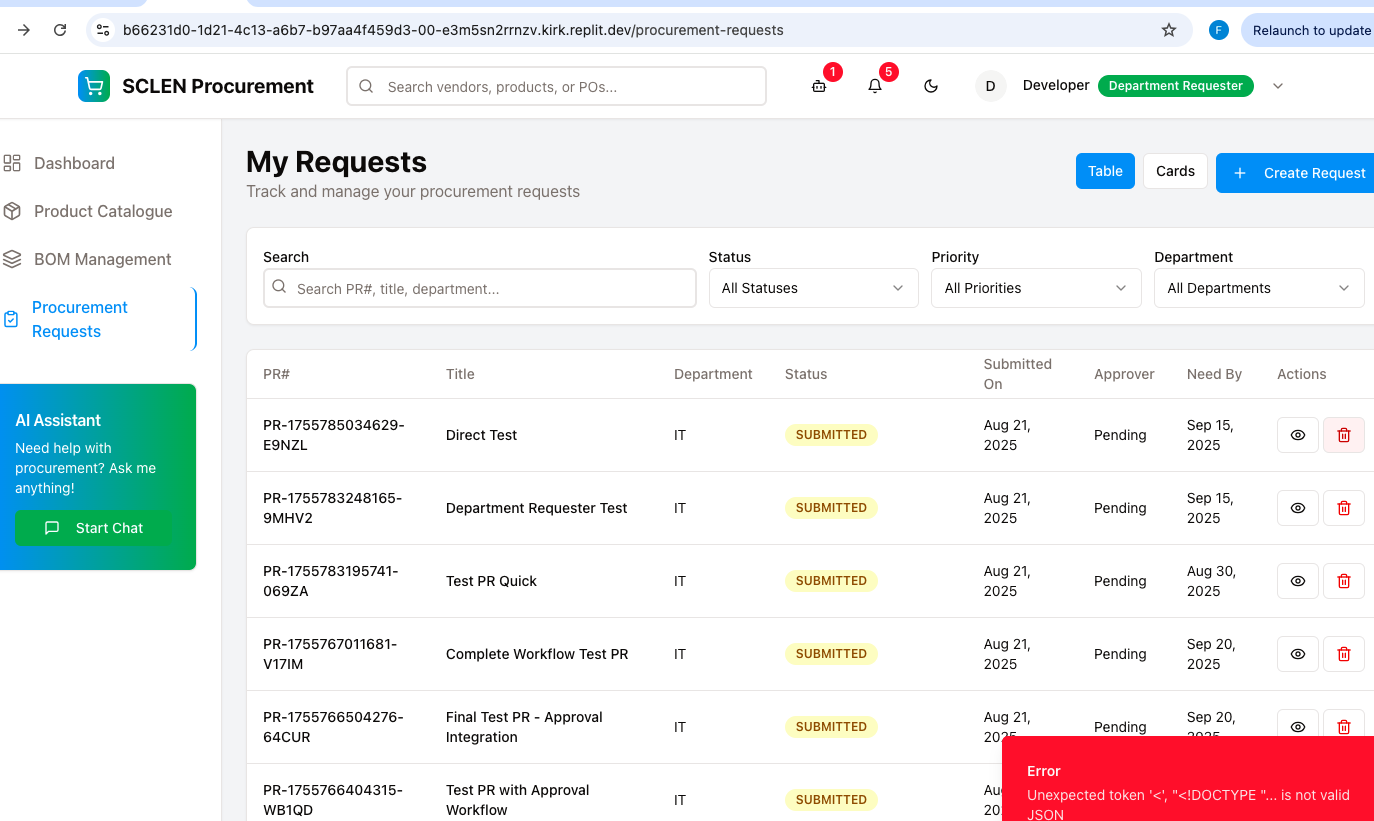 b66231d0-1d21-4c13-a6b7-b97aa4f459d3-00-e3m5sn2rrnzv.kirk.replit.dev/procurement-requests
F
Relaunch to update
SCLEN Procurement
Search vendors, products, or POs...
1
5
D
Developer
Department Requester
Dashboard
Product Catalogue
BOM Management
Procurement
Requests
AI Assistant
Need help with
procurement? Ask me
anything!
Start Chat
My Requests
Track and manage your procurement requests
Table
Cards
Create Request
Search
Status
Priority
Department
Search PR#, title, department...
All Statuses
All Priorities
All Departments
PR#
Title
Department
Status
Submitted
On
Approver
Need By
Actions
PR-1755785034629-
E9NZL
Direct Test
IT
SUBMITTED
Aug 21,
2025
Pending
Sep 15,
2025
PR-1755783248165-
9MHV2
Department Requester Test
IT
SUBMITTED
Aug 21,
2025
Pending
Sep 15,
2025
PR-1755783195741-
069ZA
Test PR Quick
IT
SUBMITTED
Aug 21,
2025
Pending
Aug 30,
2025
PR-1755767011681-
V17IM
Complete Workflow Test PR
IT
SUBMITTED
Aug 21,
2025
Pending
Sep 20,
2025
PR-1755766504276-
64CUR
Final Test PR - Approval
Integration
IT
SUBMITTED
Aug 21,
2025
Pending
Sep 20,
2025
PR-1755766404315-
WB1QD
Test PR with Approval
Workflow
IT
SUBMITTED
Error
Unexpected token '<', "<!DOCTYPE "... is not valid
JSON